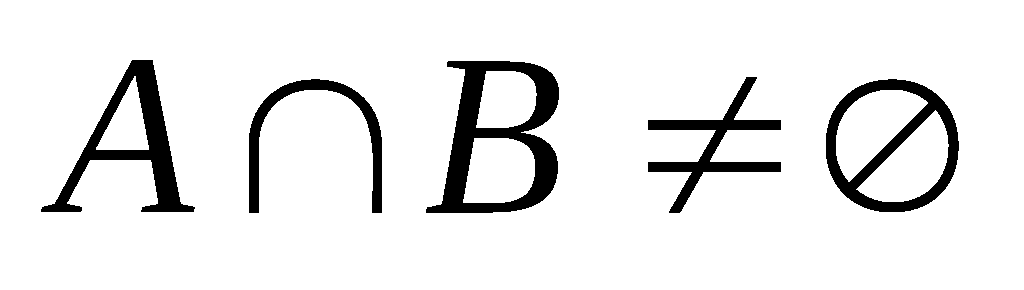 A ∩ B ≠ ∅